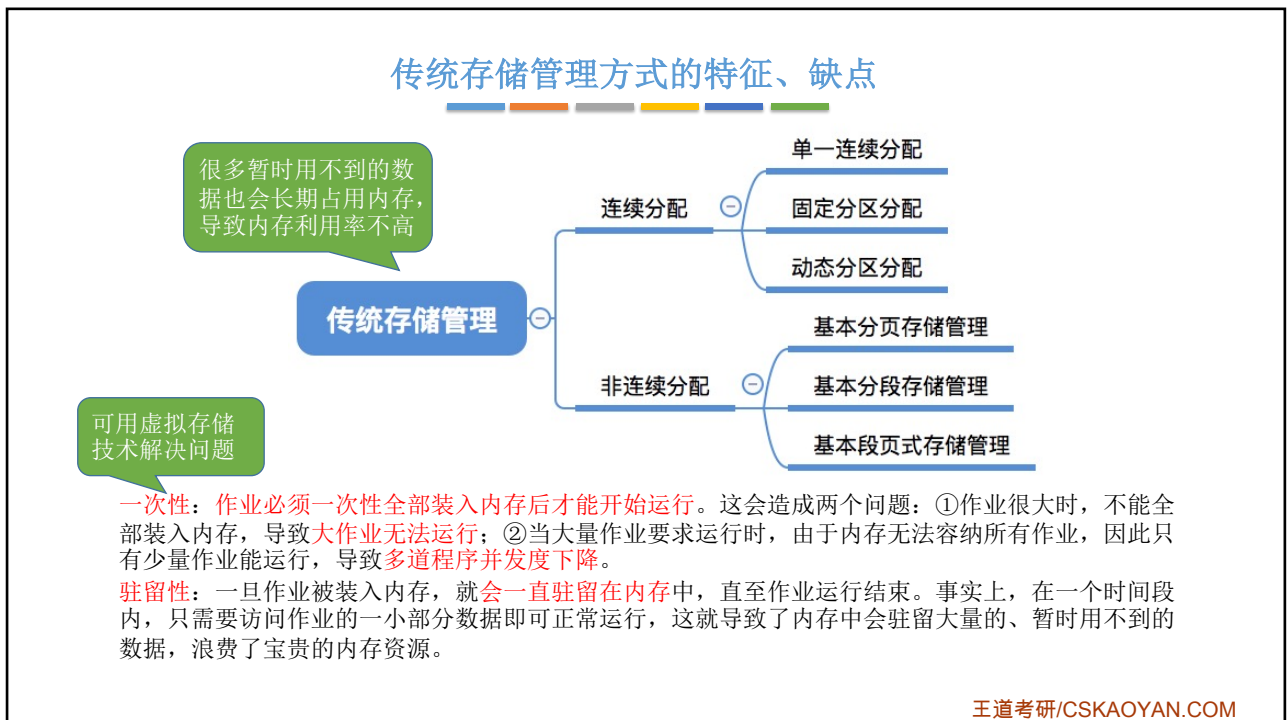 传统存储管理方式的特征、缺点
很多暂时用不到的数
据也会长期占用内存，
导致内存利用率不高
传统存储管理
连续分配
单一连续分配
固定分区分配
动态分区分配
非连续分配
基本分页存储管理
基本分段存储管理
基本段页式存储管理
可用虚拟存储
技术解决问题
一次性：作业必须一次性全部装入内存后才能开始运行。这会造成两个问题：①作业很大时，不能全
部装入内存，导致大作业无法运行；②当大量作业要求运行时，由于内存无法容纳所有作业，因此只
有少量作业能运行，导致多道程序并发度下降。
驻留性：一旦作业被装入内存，就会一直驻留在内存中，直至作业运行结束。事实上，在一个时间段
内，只需要访问作业的一小部分数据即可正常运行，这就导致了内存中会驻留大量的、暂时用不到的
数据，浪费了宝贵的内存资源。
王道考研/CSKAOYAN.COM